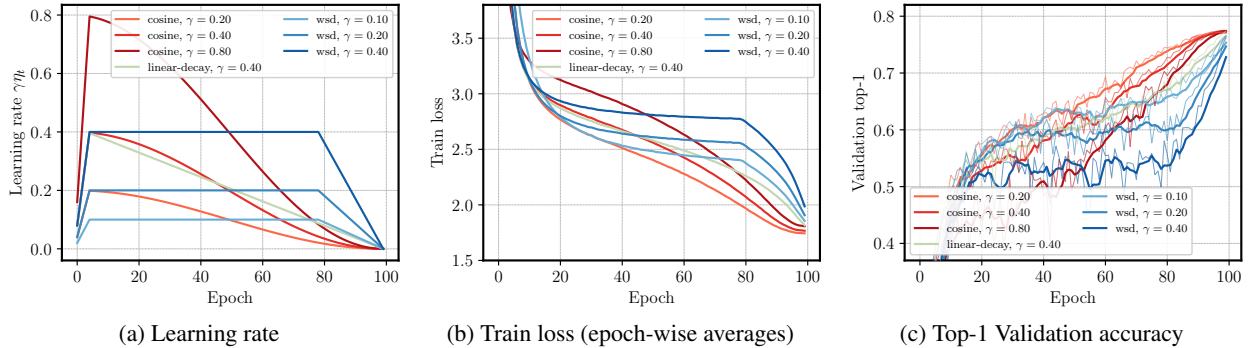 cosine, γ = 0.20
cosine, γ = 0.40
cosine, γ = 0.80
linear-decay, γ = 0.40
wsd, γ = 0.10
wsd, γ = 0.20
wsd, γ = 0.40
Learning rate γη_t
0.8
0.6
0.4
0.2
0.0
0 20 40 60 80 100
Epoch
(a) Learning rate
cosine, γ = 0.20
cosine, γ = 0.40
cosine, γ = 0.80
linear-decay, γ = 0.40
wsd, γ = 0.10
wsd, γ = 0.20
wsd, γ = 0.40
Train loss
3.5
3.0
2.5
2.0
1.5
0 20 40 60 80 100
Epoch
(b) Train loss (epoch-wise averages)
Validation top-1
0.8
0.7
0.6
0.5
0.4
cosine, γ = 0.20
cosine, γ = 0.40
cosine, γ = 0.80
linear-decay, γ = 0.40
wsd, γ = 0.10
wsd, γ = 0.20
wsd, γ = 0.40
0 20 40 60 80 100
Epoch
(c) Top-1 Validation accuracy